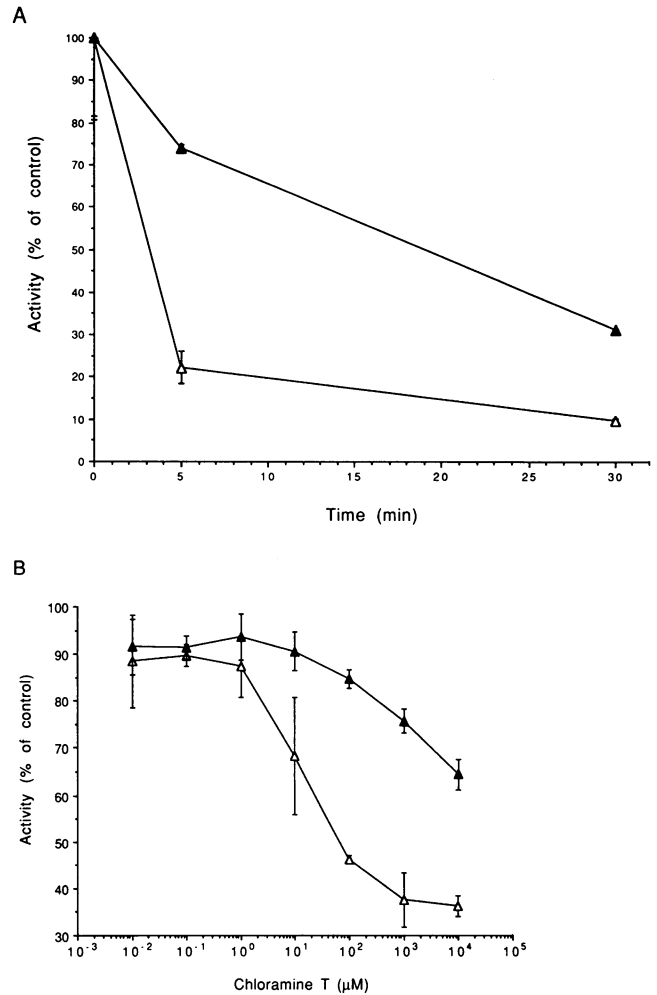 A
Activity (% of control)
100
90
80
70
60
50
40
30
20
10
0
0 5 10 15 20 25 30
Time (min)
B
Activity (% of control)
100
90
80
70
60
50
40
30
10⁻³ 10⁻² 10⁻¹ 10⁰ 10¹ 10² 10³ 10⁴ 10⁵
Chloramine T (μM)